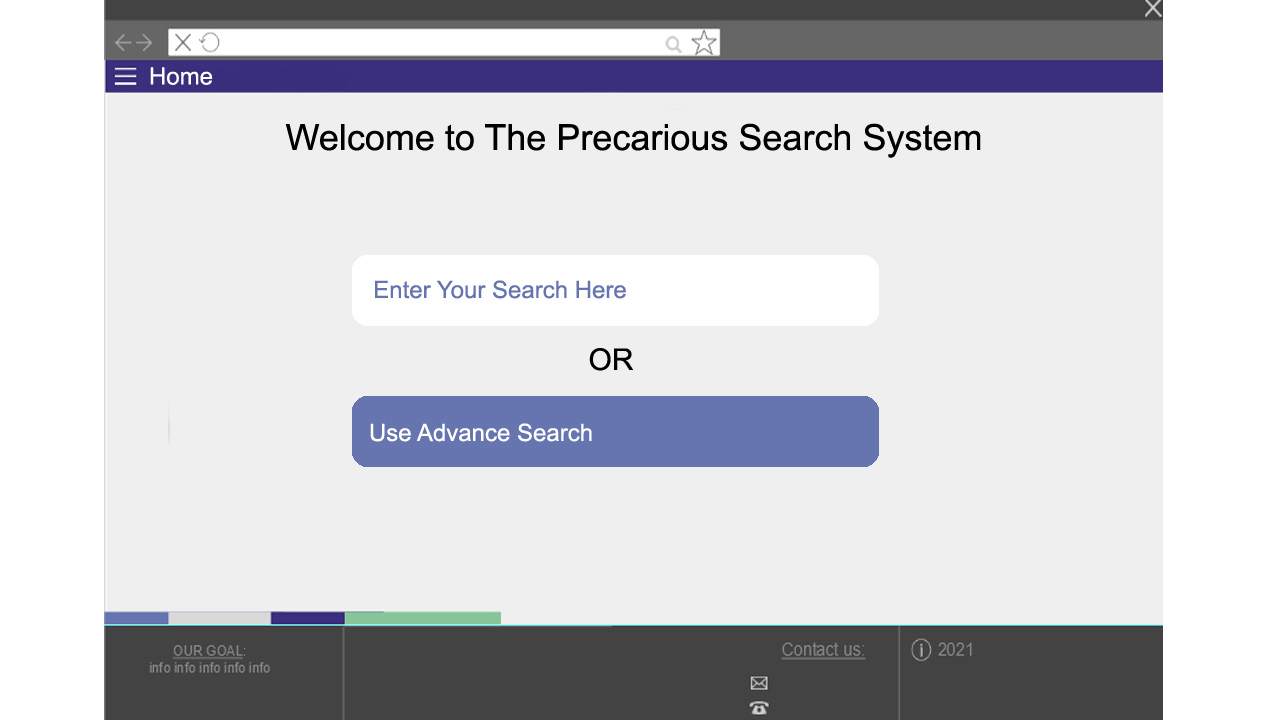 Home
Welcome to The Precarious Search System
Enter Your Search Here
OR
Use Advance Search
OUR GOAL:
info info info info info
Contact us:
2021